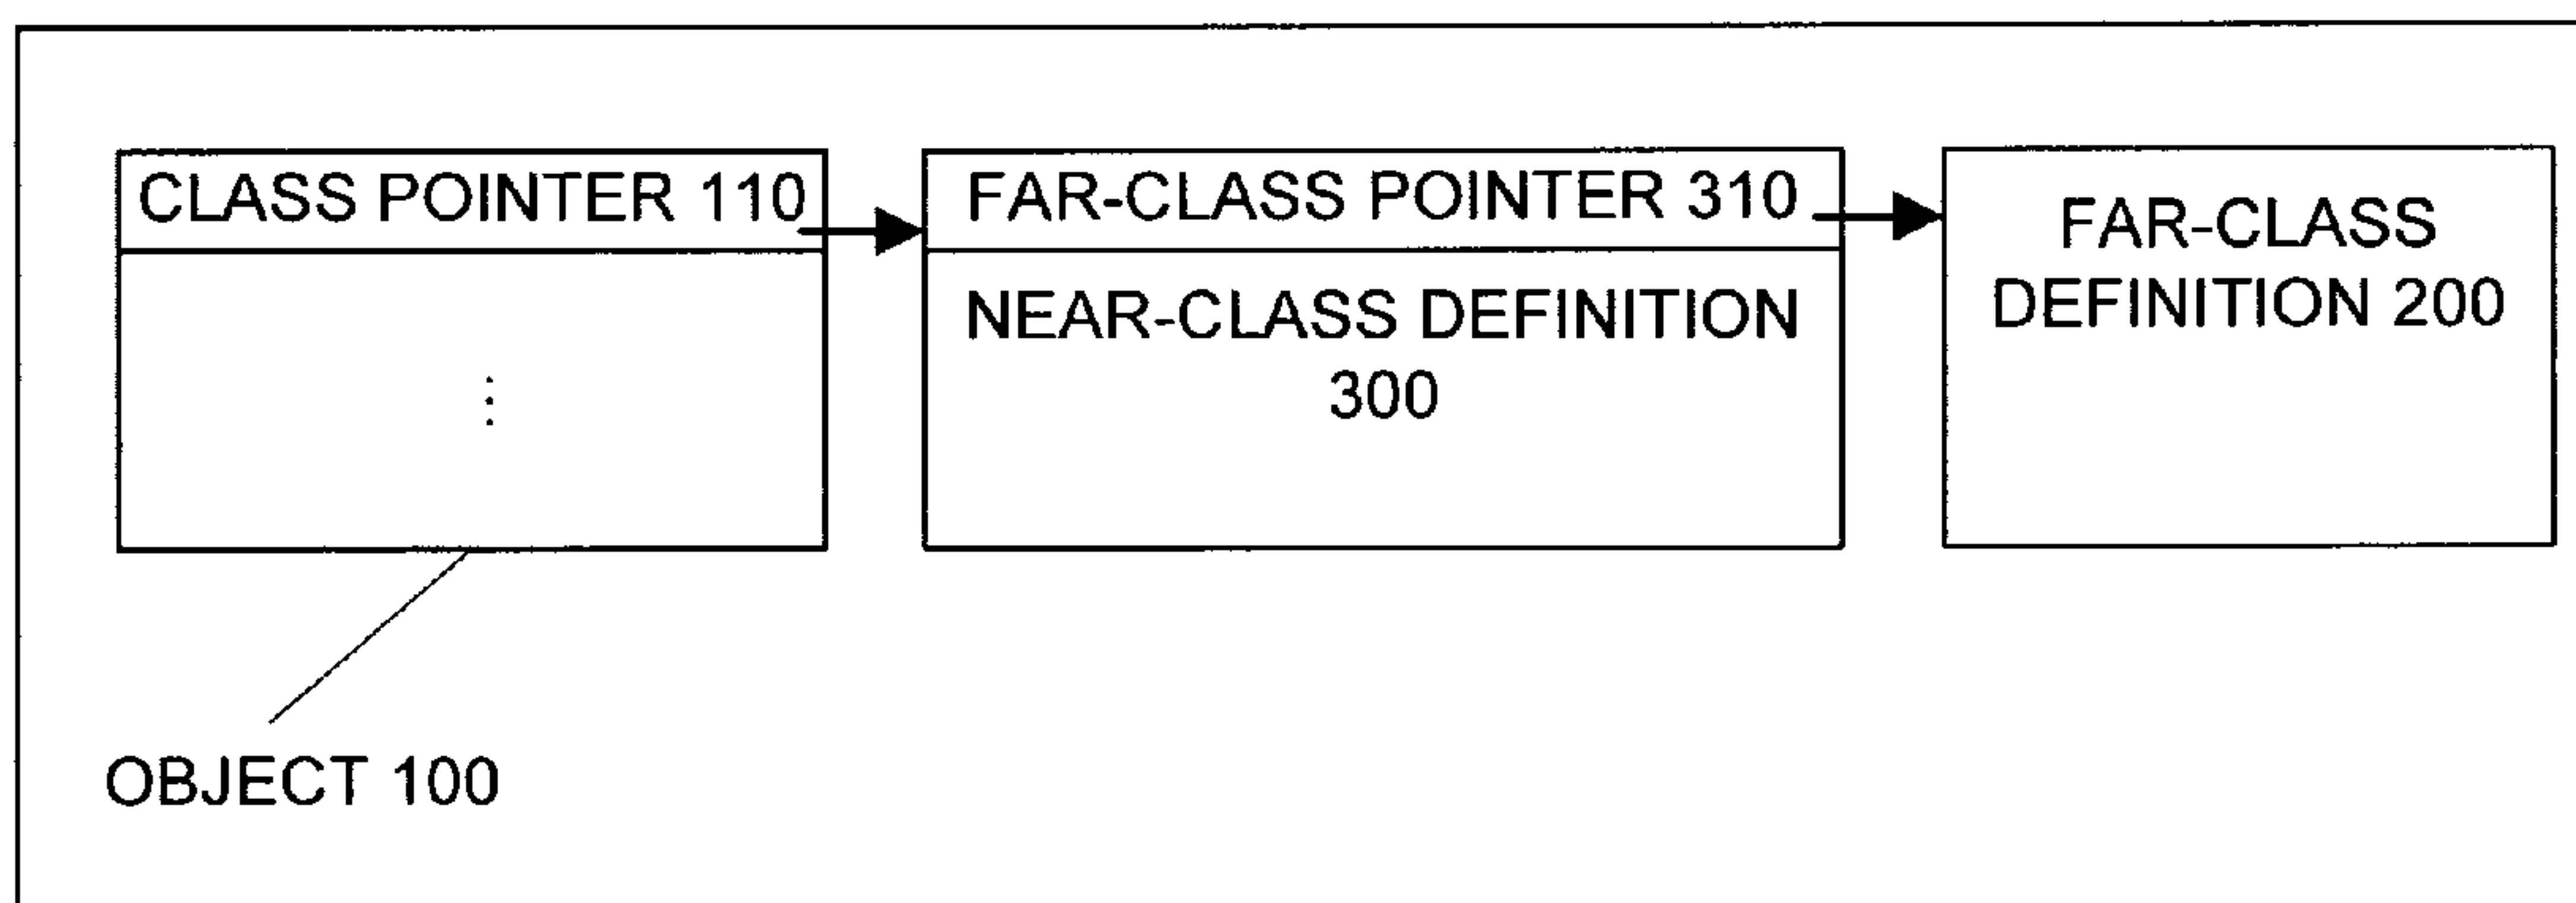 CLASS POINTER 110
FAR-CLASS POINTER 310
NEAR-CLASS DEFINITION
300
FAR-CLASS
DEFINITION 200
OBJECT 100